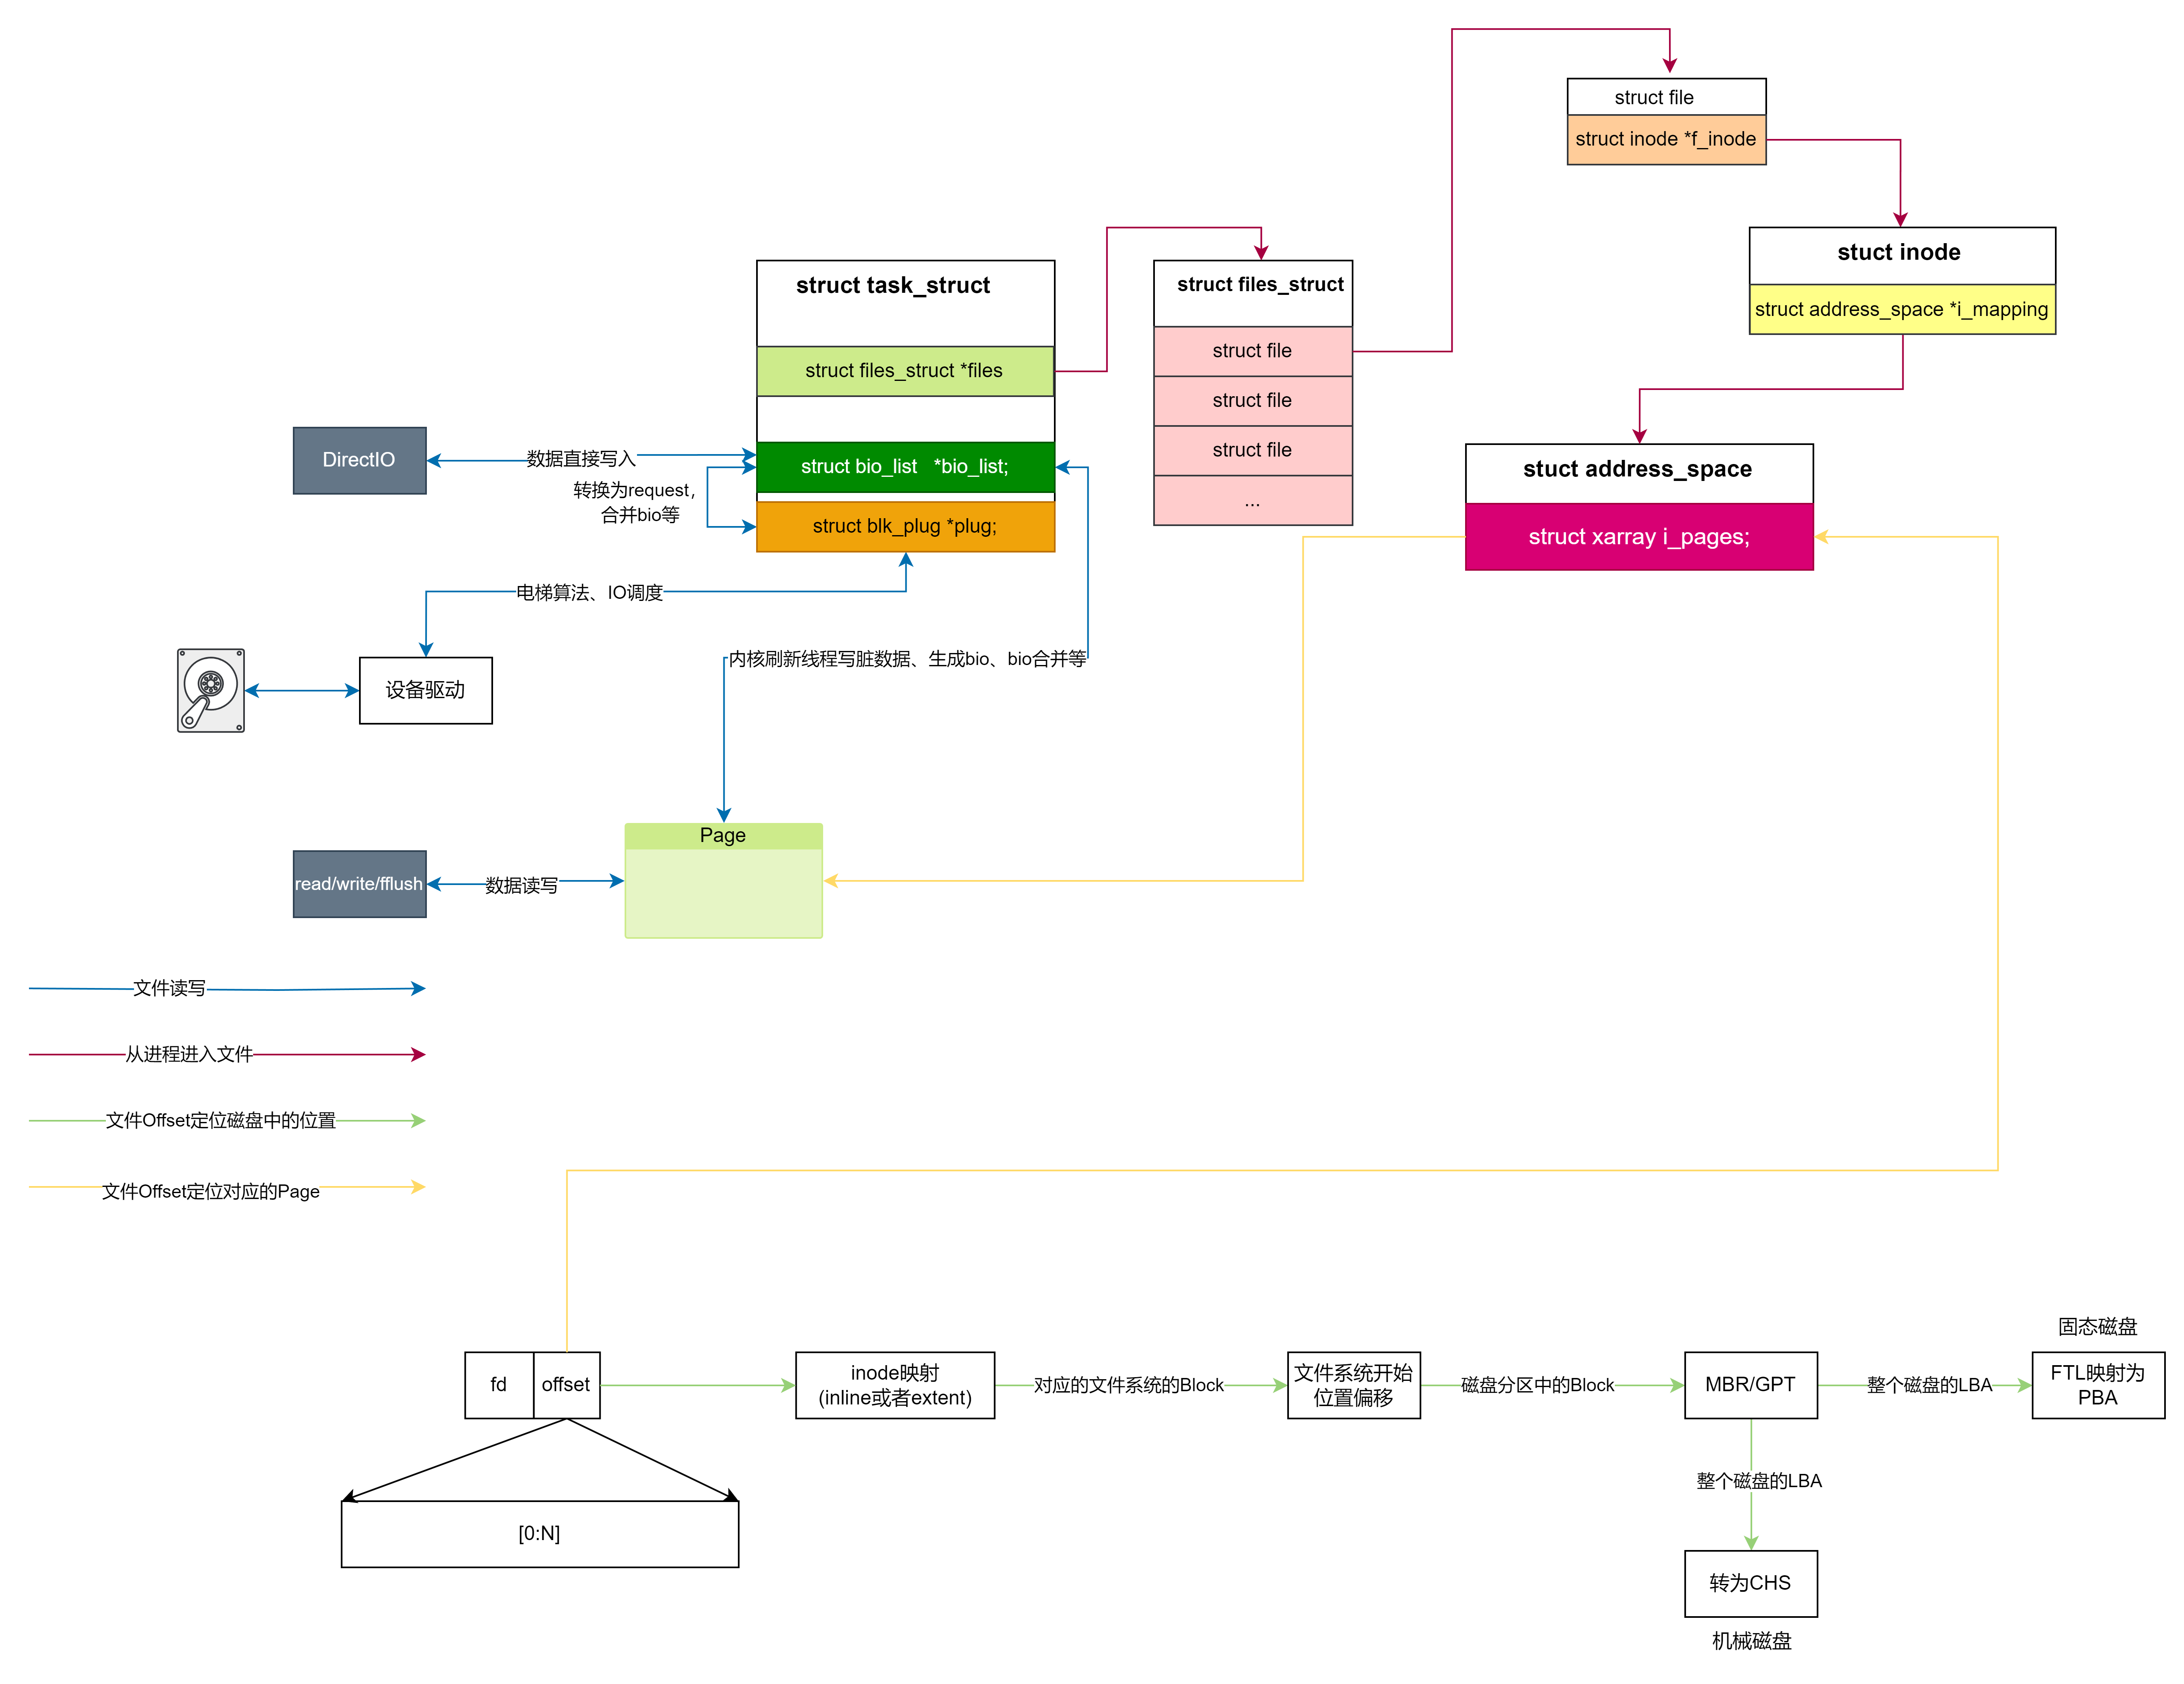 struct file
struct inode *f_inode
stuct inode
struct address_space *i_mapping
struct task_struct
struct files_struct *files
struct bio_list   *bio_list;
struct blk_plug *plug;
struct files_struct
struct file
struct file
struct file
...
stuct address_space
struct xarray i_pages;
DirectIO
数据直接写入
转换为request，
合并bio等
电梯算法、IO调度
设备驱动
内核刷新线程写脏数据、生成bio、bio合并等
Page
read/write/fflush
数据读写
文件读写
从进程进入文件
文件Offset定位磁盘中的位置
文件Offset定位对应的Page
fd
offset
[0:N]
inode映射
(inline或者extent)
对应的文件系统的Block
文件系统开始
位置偏移
磁盘分区中的Block
MBR/GPT
整个磁盘的LBA
固态磁盘
FTL映射为
PBA
整个磁盘的LBA
转为CHS
机械磁盘